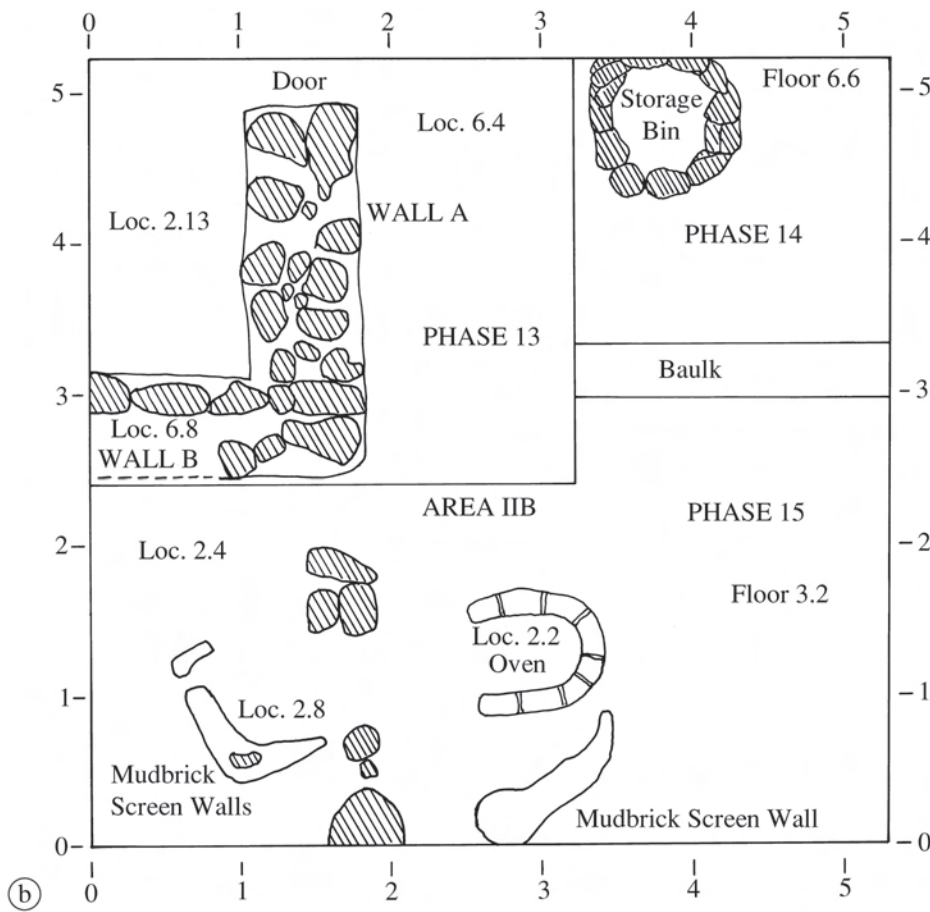 0 1 2 3 4 5
Door
Floor 6.6
5
5
Storage
Bin
Loc. 6.4
WALL A
Loc. 2.13
4
PHASE 14
4
PHASE 13
Baulk
3
3
Loc. 6.8
WALL B
AREA IIB
PHASE 15
2
Loc. 2.4
2
Floor 3.2
Loc. 2.2
Oven
1
Loc. 2.8
1
Mudbrick
Screen Walls
Mudbrick Screen Wall
0
0
b
0 1 2 3 4 5